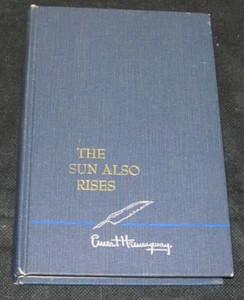 THE
SUN ALSO
RISES
Ernest Hemingway